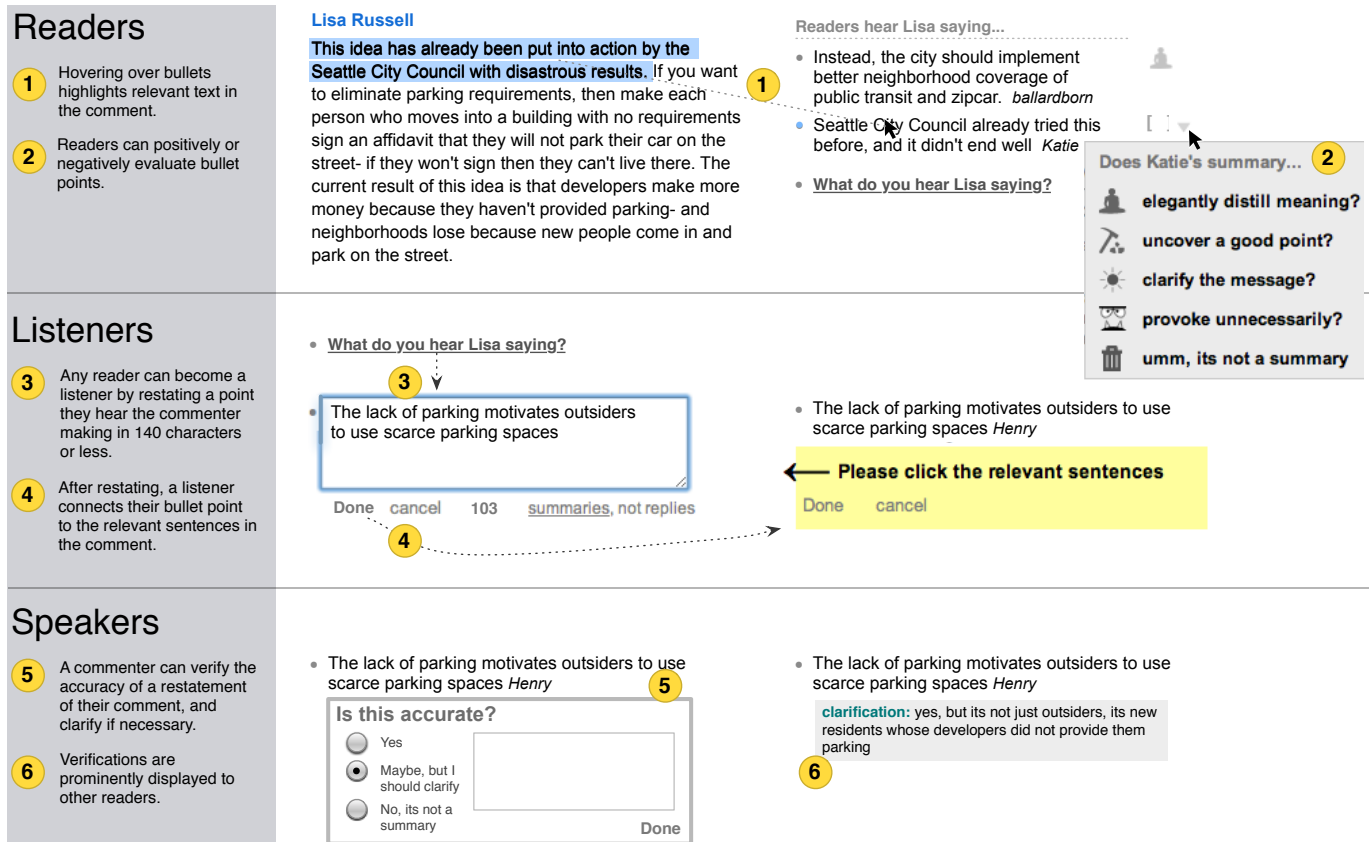 Readers
1
Hovering over bullets
highlights relevant text in
the comment.
2
Readers can positively or
negatively evaluate bullet
points.
Lisa Russell
This idea has already been put into action by the
Seattle City Council with disastrous results. If you want
to eliminate parking requirements, then make each
person who moves into a building with no requirements
sign an affidavit that they will not park their car on the
street- if they won't sign then they can't live there. The
current result of this idea is that developers make more
money because they haven't provided parking- and
neighborhoods lose because new people come in and
park on the street.
1
Readers hear Lisa saying...
• Instead, the city should implement
better neighborhood coverage of
public transit and zipcar. ballardborn
• Seattle City Council already tried this
before, and it didn't end well Katie
[ ]
• What do you hear Lisa saying?
Does Katie's summary... 2
elegantly distill meaning?
uncover a good point?
clarify the message?
provoke unnecessarily?
umm, its not a summary
Listeners
3
Any reader can become a
listener by restating a point
they hear the commenter
making in 140 characters
or less.
4
After restating, a listener
connects their bullet point
to the relevant sentences in
the comment.
• What do you hear Lisa saying?
3
• The lack of parking motivates outsiders
to use scarce parking spaces
Done cancel 103 summaries, not replies
4
• The lack of parking motivates outsiders to use
scarce parking spaces Henry
← Please click the relevant sentences
Done cancel
Speakers
5
A commenter can verify the
accuracy of a restatement
of their comment, and
clarify if necessary.
6
Verifications are
prominently displayed to
other readers.
• The lack of parking motivates outsiders to use
scarce parking spaces Henry
5
Is this accurate?
Yes
Maybe, but I
should clarify
No, its not a
summary
Done
• The lack of parking motivates outsiders to use
scarce parking spaces Henry
clarification: yes, but its not just outsiders, its new
residents whose developers did not provide them
parking
6